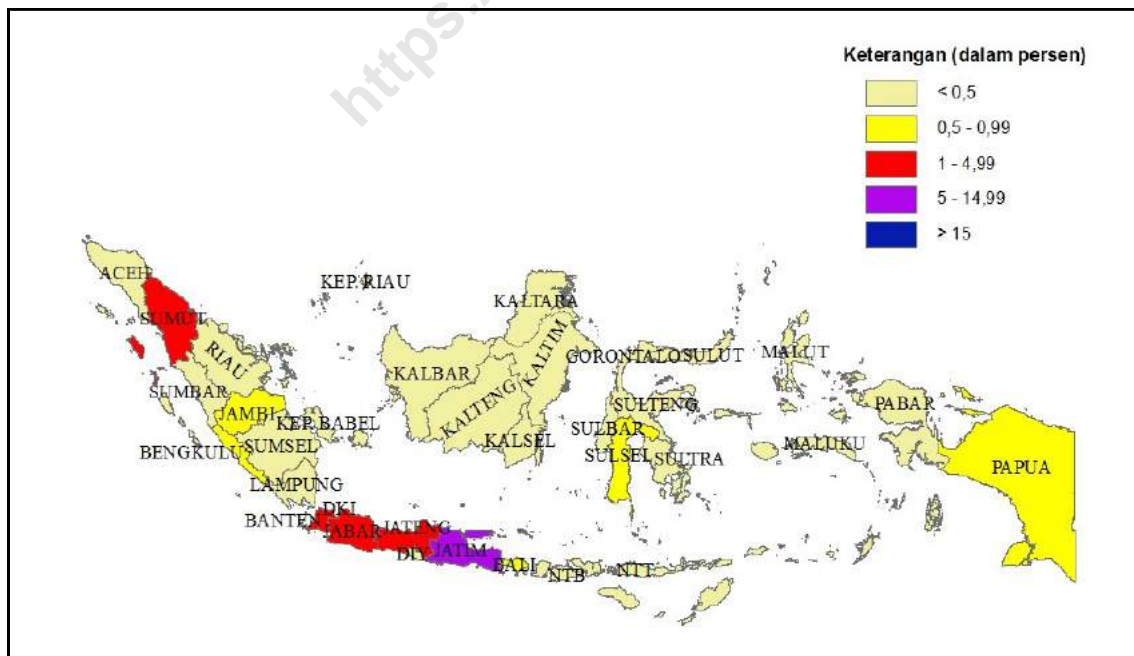 https:/
Keterangan (dalam persen)
< 0,5
0,5 - 0,99
1 - 4,99
5 - 14,99
> 15
ACEH
KEP. RIAU
KALTARA
SUMUT
RIAU
KALTIM
GORONTALO
SULUT
MALUT
KALBAR
SUMBAR
KALTENG
SULTENG
PABAR
JAMBI
KEP. BABEL
SULBAR
BENGKULU
SUMSEL
KALSEL
SULSEL
SULTRA
MALUKU
PAPUA
LAMPUNG
DKI
BANTEN
JABAR
JATENG
DIY
JATIM
BALI
NTB
NTT